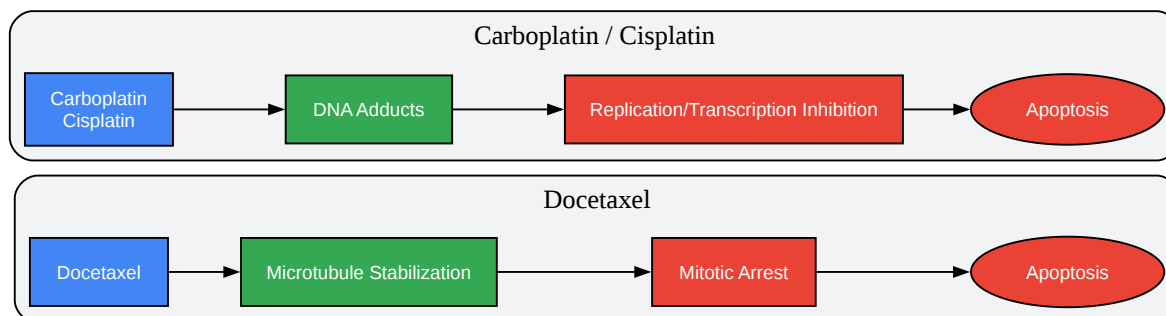 Carboplatin / Cisplatin
Carboplatin
Cisplatin
DNA Adducts
Replication/Transcription Inhibition
Apoptosis
Docetaxel
Docetaxel
Microtubule Stabilization
Mitotic Arrest
Apoptosis